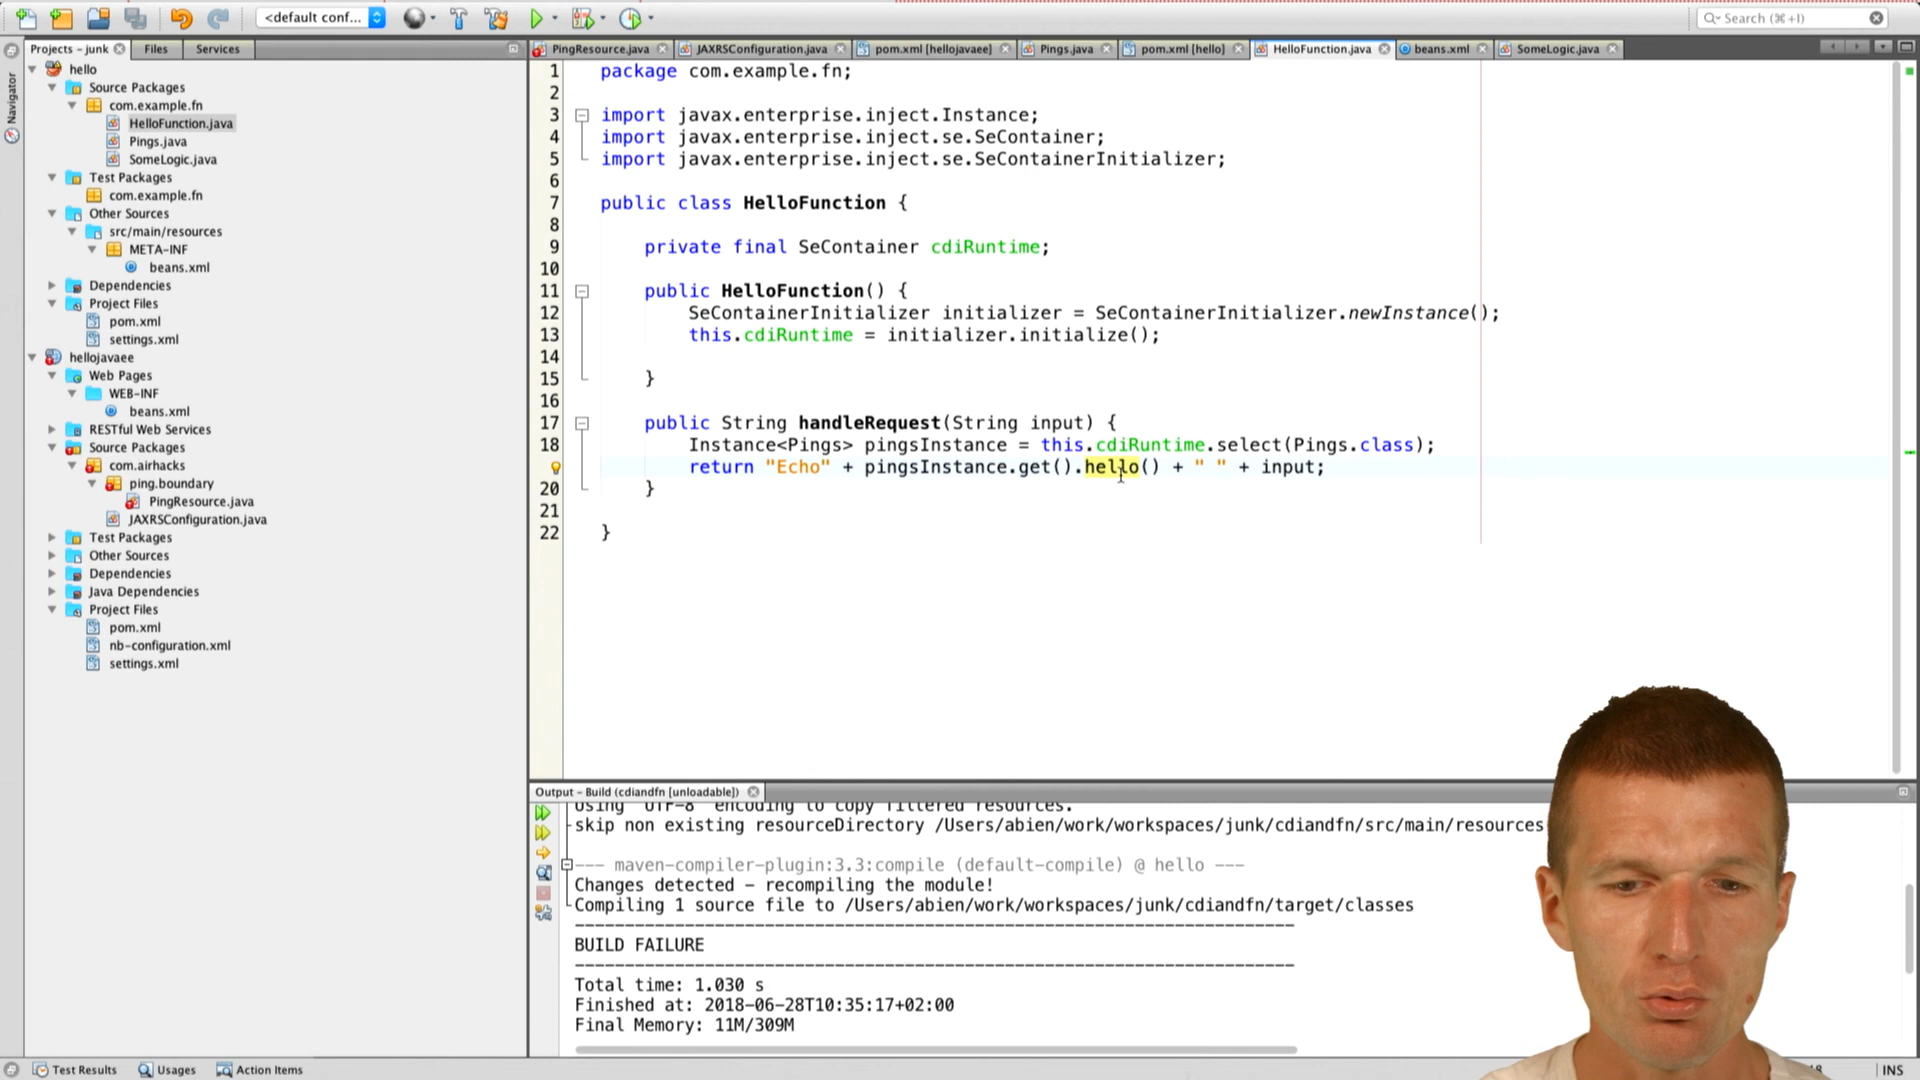 <default conf...
Search (⌘+I)
Projects – junk
Files
Services
PingResource.java
JAXRSConfiguration.java
pom.xml [hellojavaee]
Pings.java
pom.xml [hello]
HelloFunction.java
beans.xml
SomeLogic.java
Navigator
hello
Source Packages
com.example.fn
HelloFunction.java
Pings.java
SomeLogic.java
Test Packages
com.example.fn
Other Sources
src/main/resources
META-INF
beans.xml
Dependencies
Project Files
pom.xml
settings.xml
hellojavaee
Web Pages
WEB-INF
beans.xml
RESTful Web Services
Source Packages
com.airhacks
ping.boundary
PingResource.java
JAXRSConfiguration.java
Test Packages
Other Sources
Dependencies
Java Dependencies
Project Files
pom.xml
nb-configuration.xml
settings.xml
1 package com.example.fn;
2
3 import javax.enterprise.inject.Instance;
4 import javax.enterprise.inject.se.SeContainer;
5 import javax.enterprise.inject.se.SeContainerInitializer;
6
7 public class HelloFunction {
8
9 private final SeContainer cdiRuntime;
10
11 public HelloFunction() {
12 SeContainerInitializer initializer = SeContainerInitializer.newInstance();
13 this.cdiRuntime = initializer.initialize();
14
15 }
16
17 public String handleRequest(String input) {
18 Instance<Pings> pingsInstance = this.cdiRuntime.select(Pings.class);
return "Echo" + pingsInstance.get().hello() + " " + input;
20 }
21
22 }
Output – Build (cdiandfn [unloadable])
Using 'UTF-8' encoding to copy filtered resources.
skip non existing resourceDirectory /Users/abien/work/workspaces/junk/cdiandfn/src/main/resources
--- maven-compiler-plugin:3.3:compile (default-compile) @ hello ---
Changes detected – recompiling the module!
Compiling 1 source file to /Users/abien/work/workspaces/junk/cdiandfn/target/classes
BUILD FAILURE
Total time: 1.030 s
Finished at: 2018-06-28T10:35:17+02:00
Final Memory: 11M/309M
Test Results
Usages
Action Items
INS